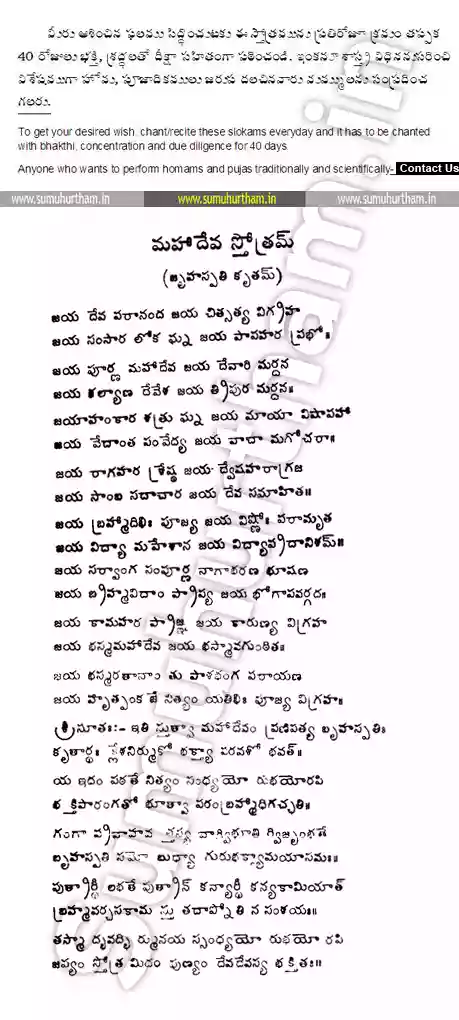 మీరు ఆశించిన ఫలము సిద్ధించుటకు ఈ స్తోత్రమును ప్రతిరోజూ క్రమం తప్పక
40 రోజులు భక్తి, శ్రద్ధలతో దీక్షా సహితంగా పఠించండి. ఇంకనూ శాస్త్ర విధిననుసరించి
విశేషముగా హోమ, పూజాదికములు జరుప దలచినవారు మమ్ములను సంప్రదించ
గలరు.
To get your desired wish, chant/recite these slokams everyday and it has to be chanted
with bhakthi, concentration and due diligence for 40 days.
Anyone who wants to perform homams and pujas traditionally and scientifically- Contact Us
www.sumuhurtham.in www.sumuhurtham.in www.sumuhurtham.in
మహాదేవ స్తోత్రమ్
(బృహస్పతి కృతమ్)
జయ దేవ పరానంద జయ చిత్సత్య విగ్రహ
జయ సంసార లోక ఘ్న జయ పాపహర ప్రభో॥
జయ పూర్ణ మహాదేవ జయ దేవారి మర్దన
జయ కళ్యాణ దేవేశ జయ త్రిపుర మర్దన॥
జయాహంకార శత్రు ఘ్న జయ మాయా విషాపహా
జయ వేదాంత సంవేద్య జయ వాచా మగోచరా॥
జయ రాగహర శ్రేష్ఠ జయ ద్వేషహరాగ్రజ
జయ సాంబ సదాచార జయ దేవ సమాహిత॥
జయ బ్రహ్మాదిభిః పూజ్య జయ విష్ణోః పరామృత
జయ విద్యా మహేశాన జయ విద్యాప్రదానిశమ్॥
జయ సర్వాంగ సంపూర్ణ నాగాభరణ భూషణ
జయ బ్రహ్మవిదాం ప్రాప్య జయ భోగాపవర్గదః॥
జయ కామహర ప్రాజ్ఞ జయ కారుణ్య విగ్రహ
జయ భస్మమహాదేవ జయ భస్మావగుంఠితః॥
జయ భస్మరతానాం తు పాశభంగ పరాయణ
జయ హృత్పంక జే నిత్యం యతిభిః పూజ్య విగ్రహః॥
శ్రీసూతః:- ఇతి స్తుత్వా మహాదేవం ప్రణిపత్య బృహస్పతిః
కృతార్థః క్లేశనిర్ముక్తో భక్త్యా పరవశో భవత్॥
య ఇదం పఠతే నిత్యం సంధ్యయో రుభయోరపి
భక్తిపారంగతో భూత్వా పరంబ్రహ్మాధిగచ్ఛతి॥
గంగా ప్రవాహవ త్తస్య వాగ్విభూతి ర్విజృంభతే
బృహస్పతి సమో బుద్ధ్యా గురుభక్త్యామయాసమః॥
పుత్రార్థీ లభతే పుత్రాన్ కన్యార్థీ కన్యకామియాత్
బ్రహ్మవర్చసకామ స్తు తదాప్నోతి న సంశయః॥
తస్మా ద్భవద్భి ర్మునయ స్సంధ్యయో రుభయో రపి
జప్యం స్తోత్ర మిదం పుణ్యం దేవదేవస్య భక్తితః॥
sumuhurtham.in